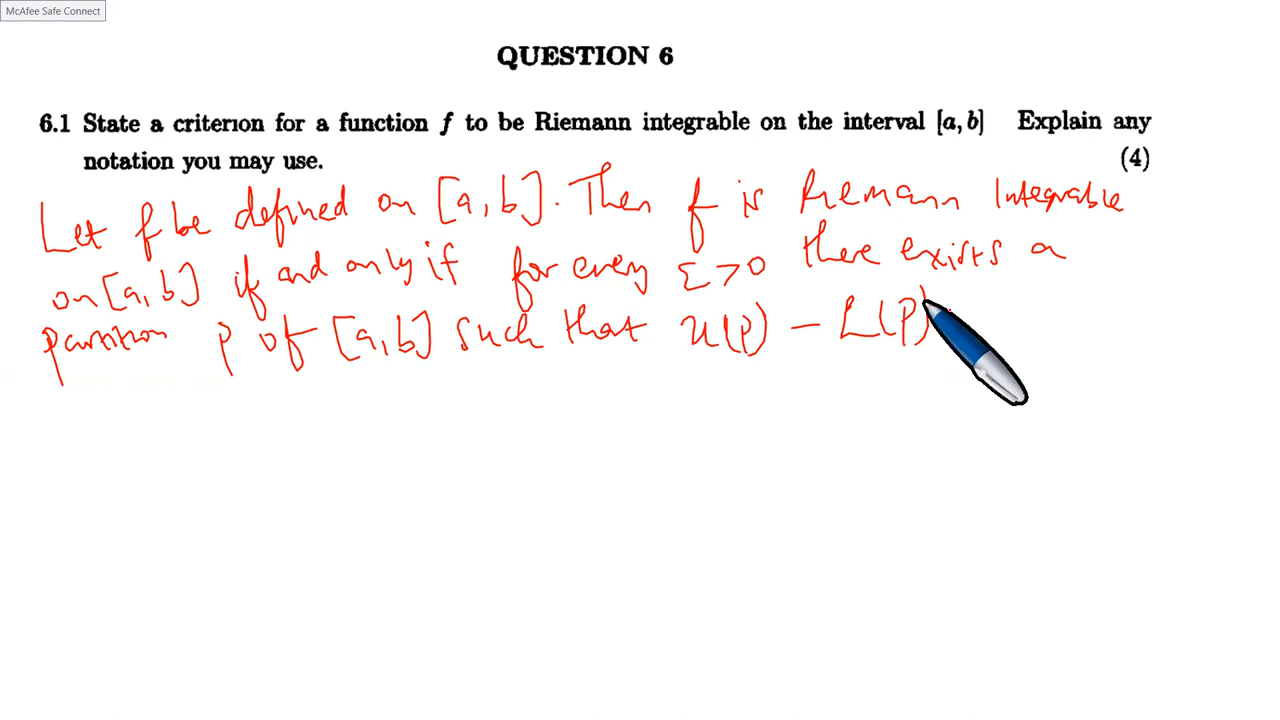 McAfee Safe Connect
QUESTION 6
6.1 State a criterion for a function f to be Riemann integrable on the interval [a, b] Explain any
notation you may use. (4)
Let f be defined on [a, b]. Then f is Riemann Integrable
on [a, b] if and only if for every Σ > 0 there exists a
partition p of [a, b] such that U(P) – L(P)